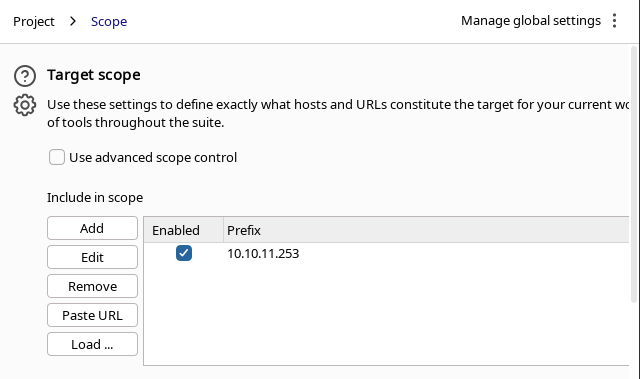 Project > Scope
Manage global settings
Target scope
Use these settings to define exactly what hosts and URLs constitute the target for your current
of tools throughout the suite.
Use advanced scope control
Include in scope
Add
Edit
Remove
Paste URL
Load ...
Enabled Prefix
10.10.11.253